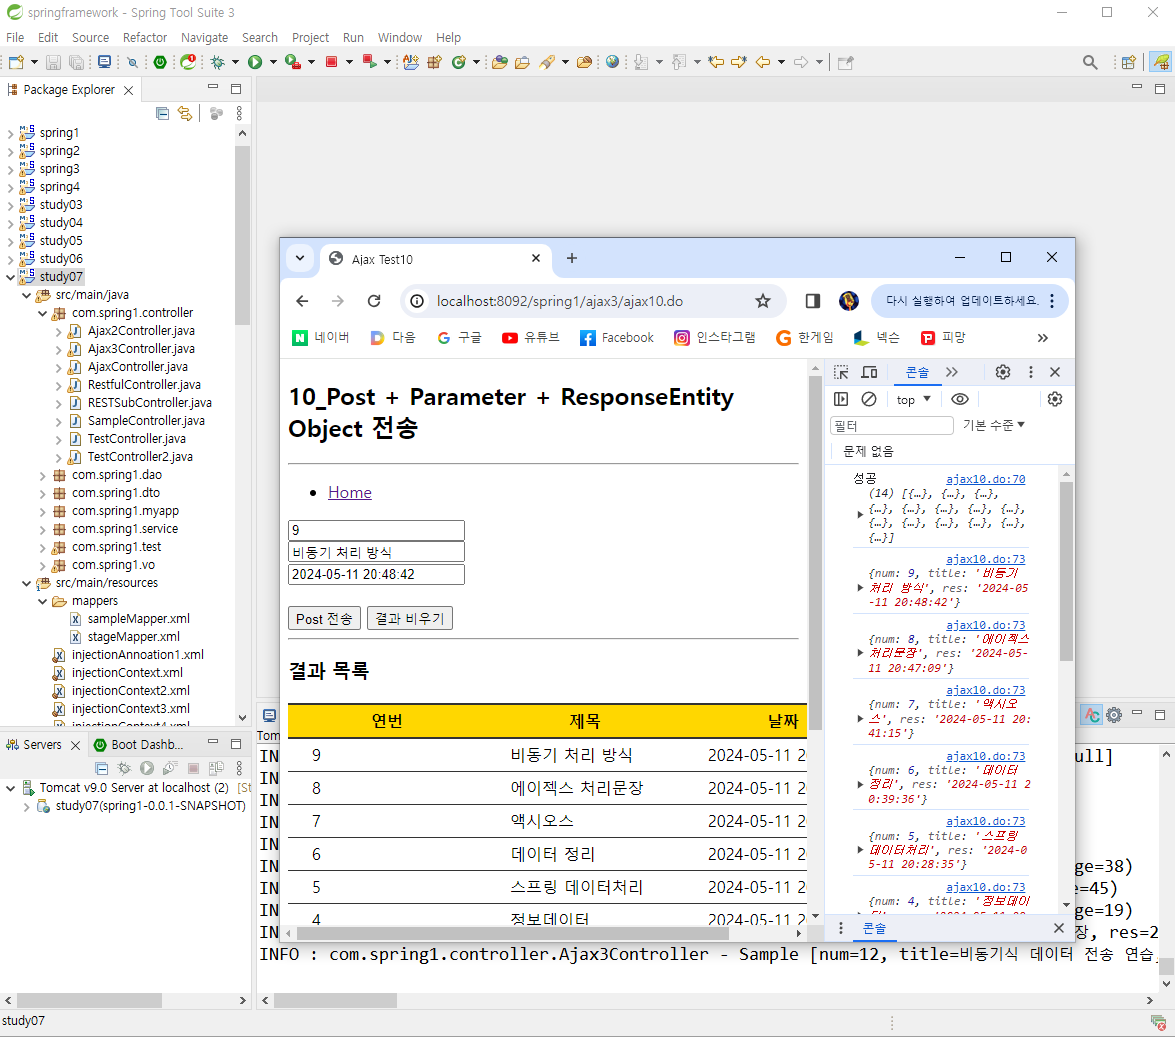 springframework - Spring Tool Suite 3
File Edit Source Refactor Navigate Search Project Run Window Help
Package Explorer
spring1
spring2
spring3
spring4
study03
study04
study05
study06
study07
src/main/java
com.spring1.controller
Ajax2Controller.java
Ajax3Controller.java
AjaxController.java
RestfulController.java
RESTSubController.java
SampleController.java
TestController.java
TestController2.java
com.spring1.dao
com.spring1.dto
com.spring1.myapp
com.spring1.service
com.spring1.test
com.spring1.vo
src/main/resources
mappers
sampleMapper.xml
stageMapper.xml
injectionAnnoation1.xml
injectionContext.xml
injectionContext2.xml
injectionContext3.xml
injectionContext4.xml
Servers
Boot Dashb...
Tomcat v9.0 Server at localhost (2) [St
study07(spring1-0.0.1-SNAPSHOT)
Ajax Test10
localhost:8092/spring1/ajax3/ajax10.do
다시 실행하여 업데이트하세요.
네이버 다음 구글 유튜브 Facebook 인스타그램 한게임 넥슨 피망
10_Post + Parameter + ResponseEntity
Object 전송
Home
9
비동기 처리 방식
2024-05-11 20:48:42
Post 전송 결과 비우기
결과 목록
연번 제목 날짜
9 비동기 처리 방식 2024-05-11 2
8 에이젝스 처리문장 2024-05-11 2
7 액시오스 2024-05-11 2
6 데이터 정리 2024-05-11 2
5 스프링 데이터처리 2024-05-11 2
4 정보데이터 2024-05-11 2
콘솔
top
필터
기본 수준
문제 없음
성공 ajax10.do:70
(14) [{…}, {…}, {…},
{…}, {…}, {…}, {…}, {…},
{…}, {…}, {…}, {…}, {…},
{…}]
ajax10.do:73
{num: 9, title: '비동기
처리 방식', res: '2024-05
-11 20:48:42'}
ajax10.do:73
{num: 8, title: '에이젝스
처리문장', res: '2024-05-
11 20:47:09'}
ajax10.do:73
{num: 7, title: '액시오
스', res: '2024-05-11 20:
41:15'}
ajax10.do:73
{num: 6, title: '데이터
정리', res: '2024-05-11 2
0:39:36'}
ajax10.do:73
{num: 5, title: '스프링
데이터처리', res: '2024-0
5-11 20:28:35'}
ajax10.do:73
{num: 4, title: '정보데이
콘솔
Tom
IN ull]
IN
IN
IN
IN
IN ge=38)
IN e=45)
IN ge=19)
IN 장, res=2
INFO : com.spring1.controller.Ajax3Controller - Sample [num=12, title=비동기식 데이터 전송 연습
study07